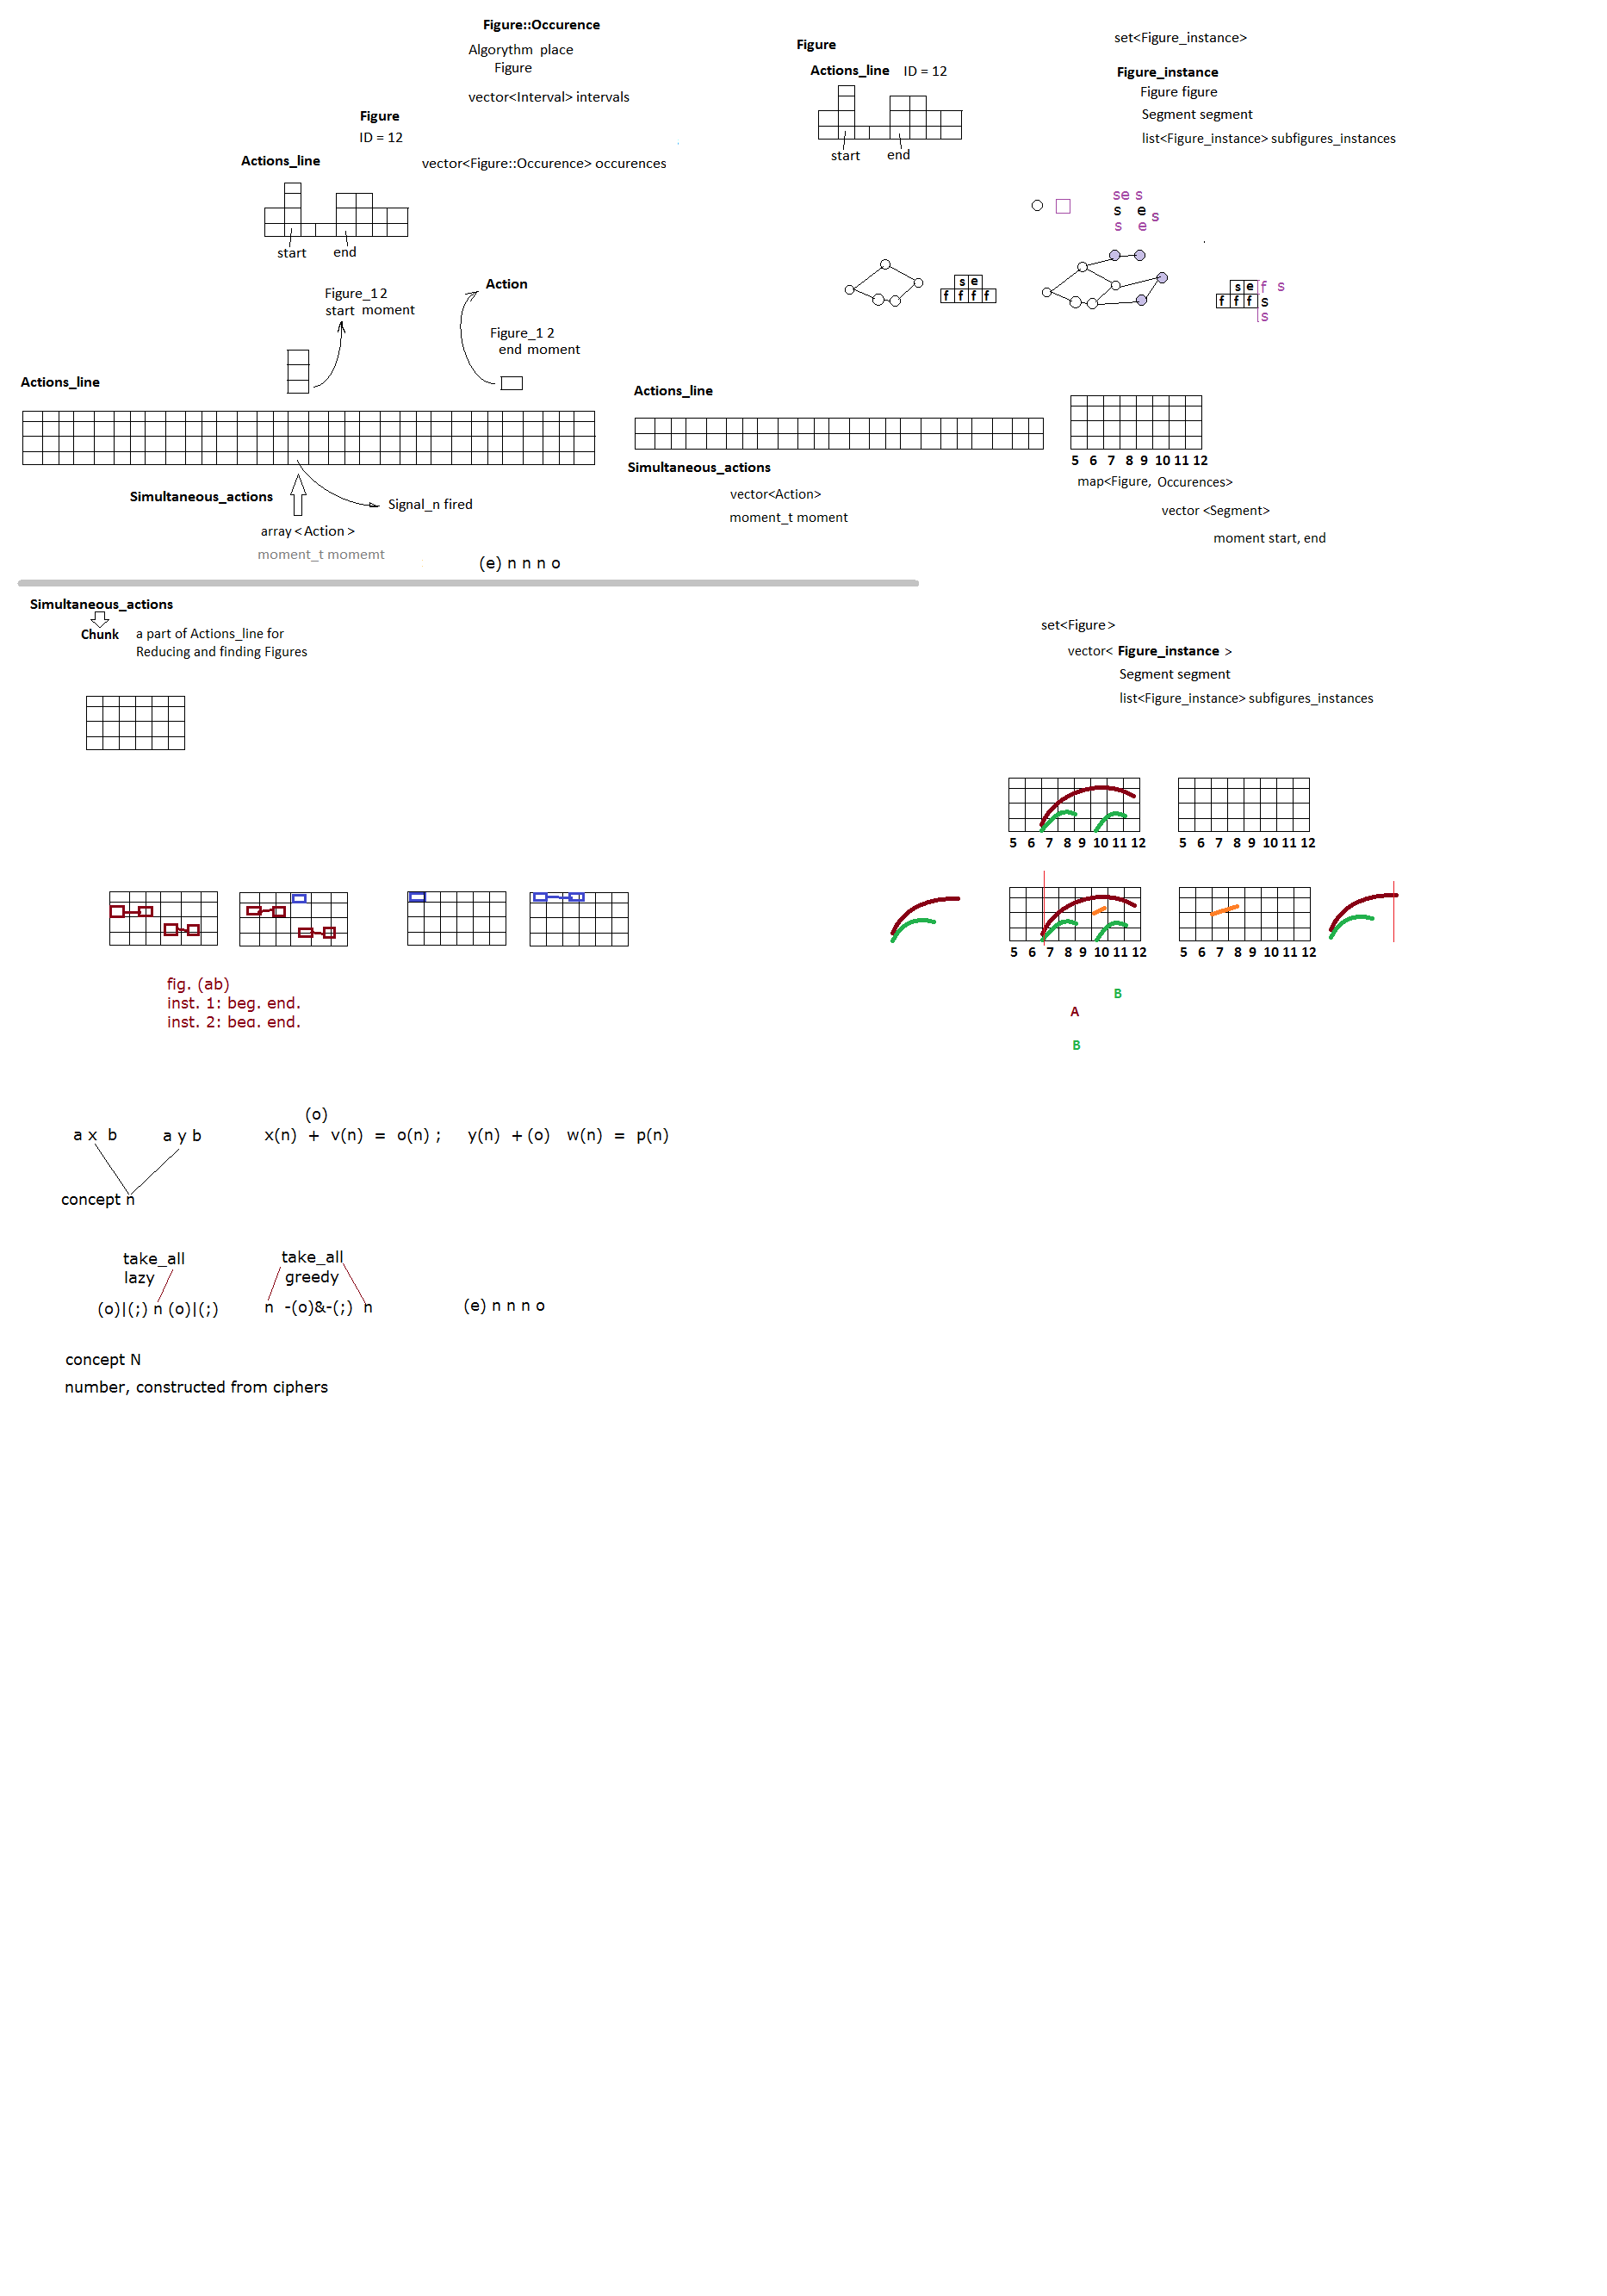 Figure::Occurence
Algorythm place
Figure
vector<Interval> intervals
Figure
ID = 12
Actions_line
vector<Figure::Occurence> occurences
start end
Figure_12
start moment
Action
Figure_1 2
end moment
Actions_line
Simultaneous_actions
Signal_n fired
array < Action >
moment_t momemt
(e) n n n o
Figure
Actions_line ID = 12
start end
set<Figure_instance>
Figure_instance
Figure figure
Segment segment
list<Figure_instance> subfigures_instances
se s
s e s
s e
s e
f f f f
s e f s
f f f s
s
Actions_line
Simultaneous_actions
vector<Action>
moment_t moment
5 6 7 8 9 10 11 12
map<Figure, Occurences>
vector <Segment>
moment start, end
Simultaneous_actions
Chunk a part of Actions_line for
Reducing and finding Figures
set<Figure >
vector< Figure_instance >
Segment segment
list<Figure_instance> subfigures_instances
5 6 7 8 9 10 11 12
5 6 7 8 9 10 11 12
5 6 7 8 9 10 11 12
5 6 7 8 9 10 11 12
fig. (ab)
inst. 1: beg. end.
inst. 2: beg. end.
B
A
B
a x b a y b
(o)
x(n) + v(n) = o(n) ; y(n) + (o) w(n) = p(n)
concept n
take_all
lazy
(o)|(;) n (o)|(;)
take_all
greedy
n -(o)&-(;) n
(e) n n n o
concept N
number, constructed from ciphers